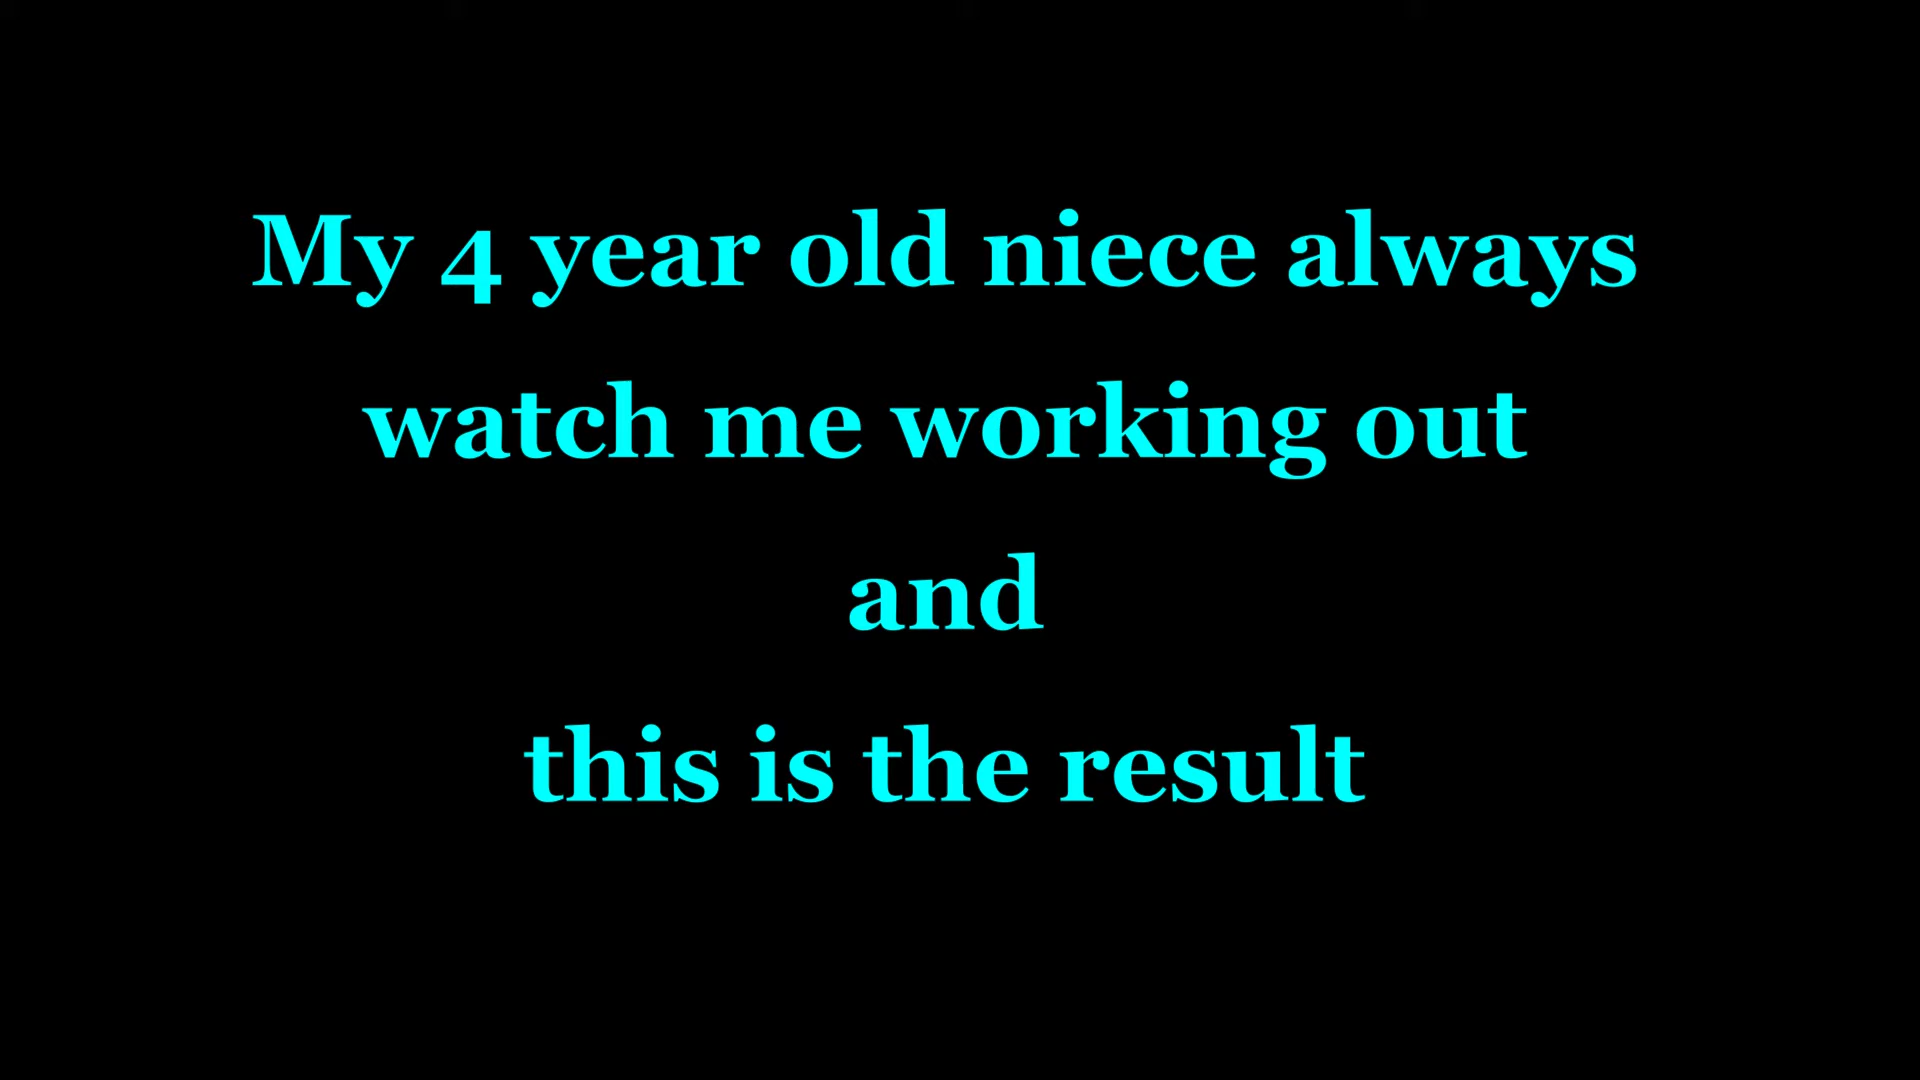 My 4 year old niece always
watch me working out
and
this is the result